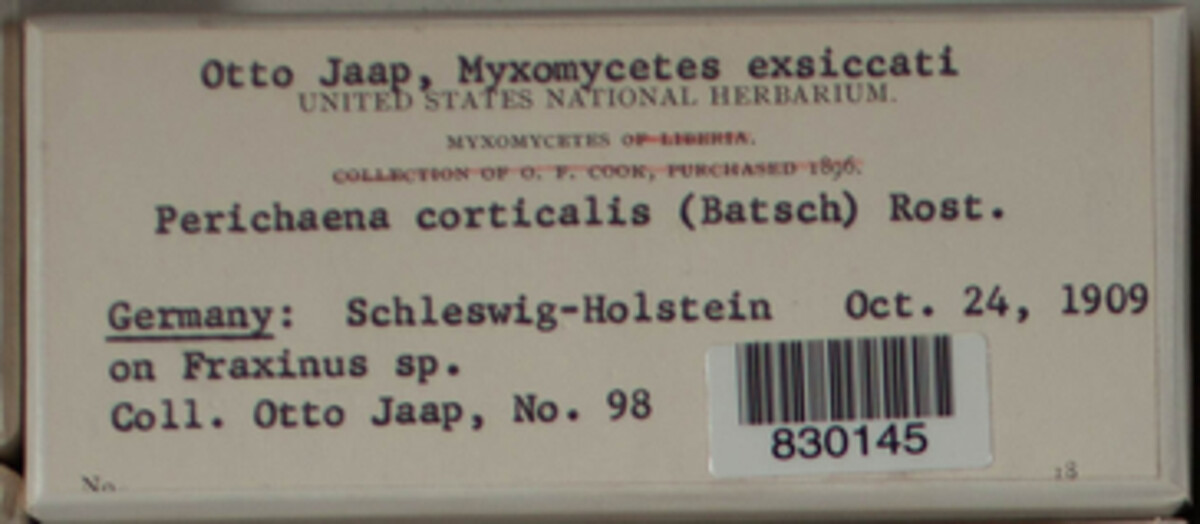 Otto Jaap, Myxomycetes exsiccati
UNITED STATES NATIONAL HERBARIUM.
MYXOMYCETES OF LIBERIA.
COLLECTION OF O. F. COOK, PURCHASED 1896.
Perichaena corticalis (Batsch) Rost.
Germany: Schleswig-Holstein Oct. 24, 1909
on Fraxinus sp.
Coll. Otto Jaap, No. 98
830145
No. 18